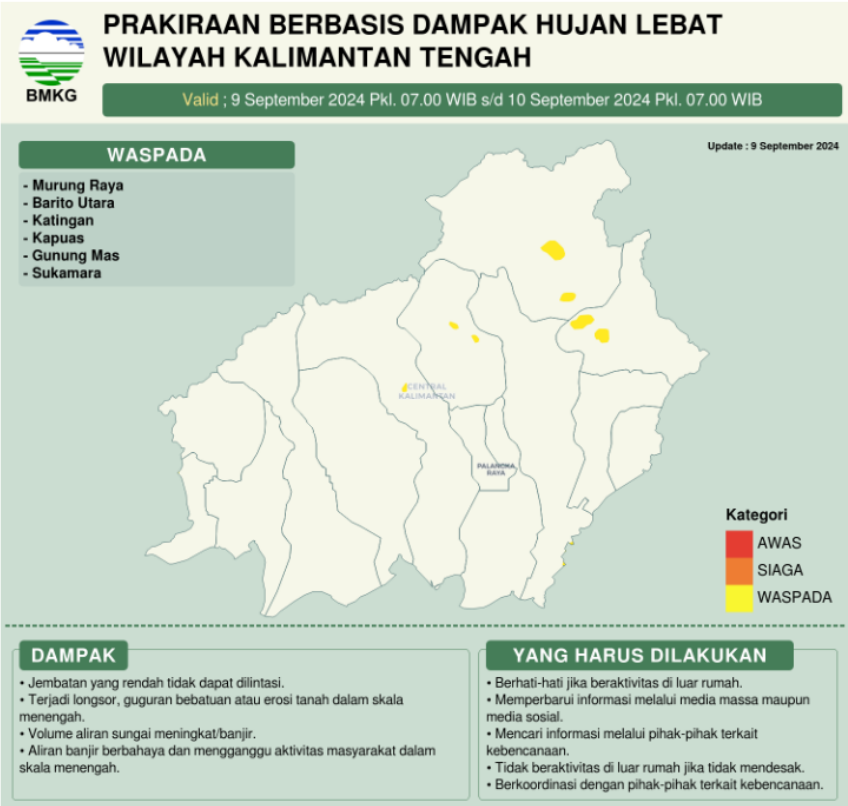 PRAKIRAAN BERBASIS DAMPAK HUJAN LEBAT
WILAYAH KALIMANTAN TENGAH
BMKG
Valid ; 9 September 2024 Pkl. 07.00 WIB s/d 10 September 2024 Pkl. 07.00 WIB
Update : 9 September 2024
WASPADA
- Murung Raya
- Barito Utara
- Katingan
- Kapuas
- Gunung Mas
- Sukamara
CENTRAL
KALIMANTAN
PALANGKA
RAYA
Kategori
AWAS
SIAGA
WASPADA
DAMPAK
• Jembatan yang rendah tidak dapat dilintasi.
• Terjadi longsor, guguran bebatuan atau erosi tanah dalam skala
menengah.
• Volume aliran sungai meningkat/banjir.
• Aliran banjir berbahaya dan mengganggu aktivitas masyarakat dalam
skala menengah.
YANG HARUS DILAKUKAN
• Berhati-hati jika beraktivitas di luar rumah.
• Memperbarui informasi melalui media massa maupun
media sosial.
• Mencari informasi melalui pihak-pihak terkait
kebencanaan.
• Tidak beraktivitas di luar rumah jika tidak mendesak.
• Berkoordinasi dengan pihak-pihak terkait kebencanaan.